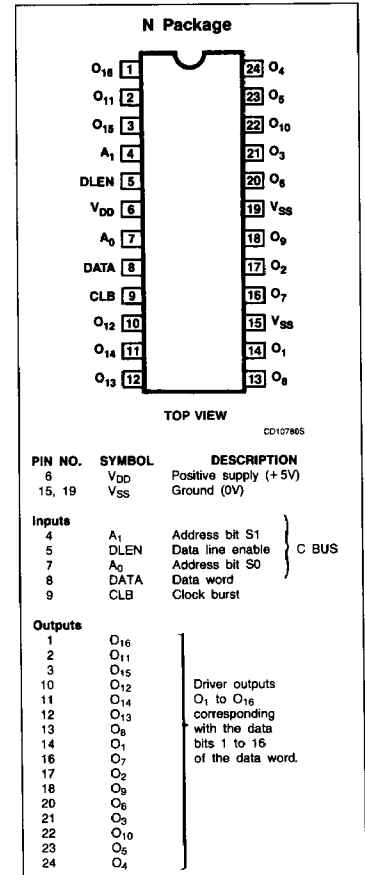 N Package
O16 1 24 O4
O11 2 23 O5
O15 3 22 O10
A1 4 21 O3
DLEN 5 20 O6
VDD 6 19 VSS
A0 7 18 O9
DATA 8 17 O2
CLB 9 16 O7
O12 10 15 VSS
O14 11 14 O1
O13 12 13 O8
TOP VIEW
CD10780S
PIN NO. SYMBOL DESCRIPTION
6 VDD Positive supply (+5V)
15, 19 VSS Ground (0V)
Inputs
4 A1 Address bit S1
5 DLEN Data line enable C BUS
7 A0 Address bit S0
8 DATA Data word
9 CLB Clock burst
Outputs
1 O16
2 O11
3 O15
10 O12 Driver outputs
11 O14 O1 to O16
12 O13 corresponding
13 O8 with the data
14 O1 bits 1 to 16
16 O7 of the data word.
17 O2
18 O9
20 O6
21 O3
22 O10
23 O5
24 O4